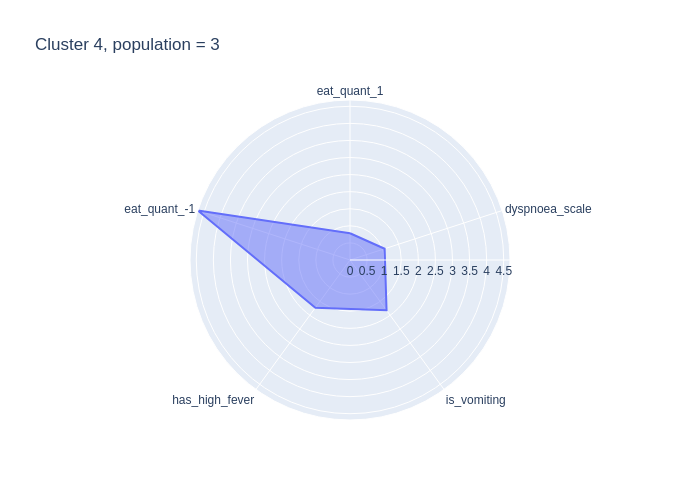 Cluster 4, population = 3
eat_quant_1
eat_quant_-1
dyspnoea_scale
0 0.5 1 1.5 2 2.5 3 3.5 4 4.5
has_high_fever
is_vomiting